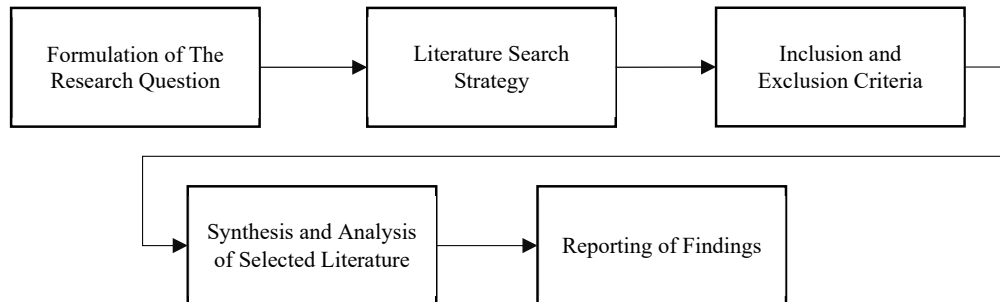 Formulation of The
Research Question
Literature Search
Strategy
Inclusion and
Exclusion Criteria
Synthesis and Analysis
of Selected Literature
Reporting of Findings